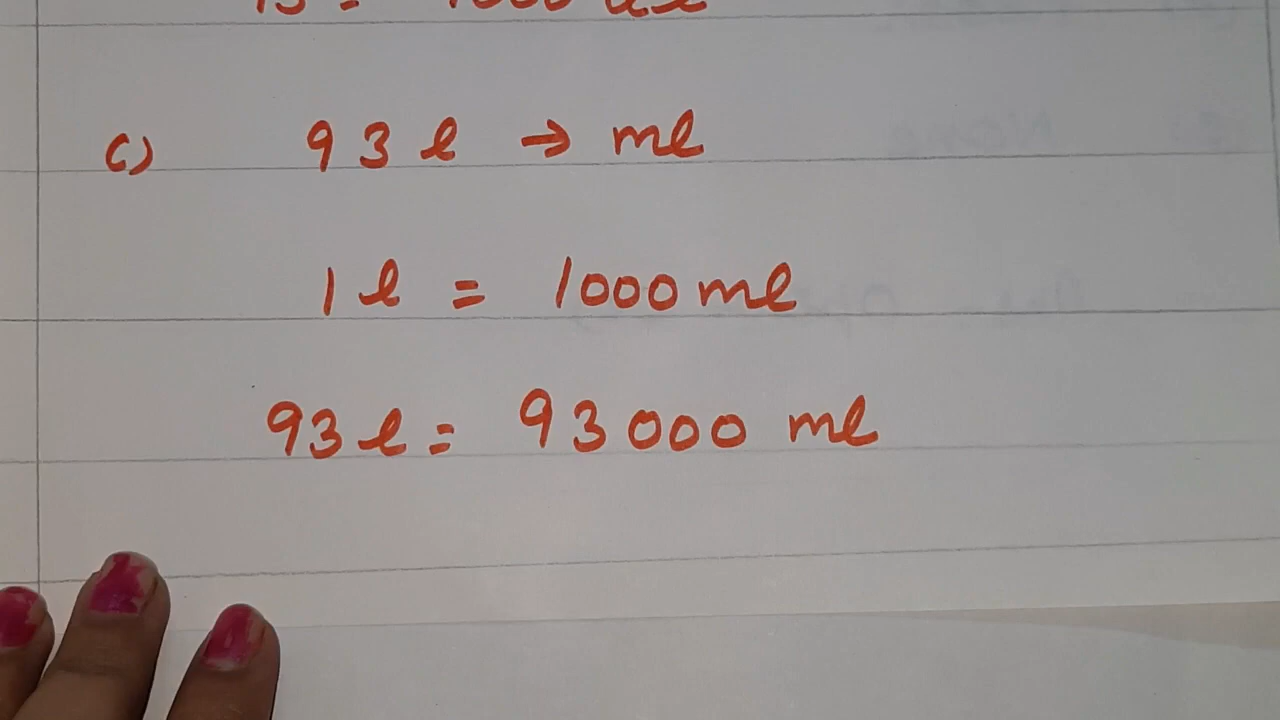 c) 93 l → ml
1 l = 1000 ml
93 l = 93000 ml